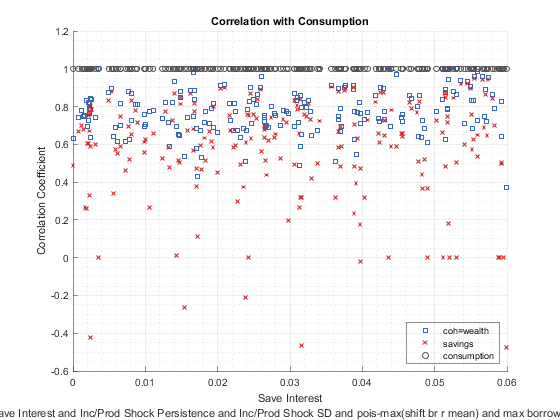 Correlation with Consumption
1.2
1
0.8
0.6
0.4
0.2
0
-0.2
-0.4
-0.6
Correlation Coefficient
0
0.01
0.02
0.03
0.04
0.05
0.06
coh=wealth
savings
consumption
Save Interest
ave Interest and Inc/Prod Shock Persistence and Inc/Prod Shock SD and pois-max(shift br r mean) and max borrow